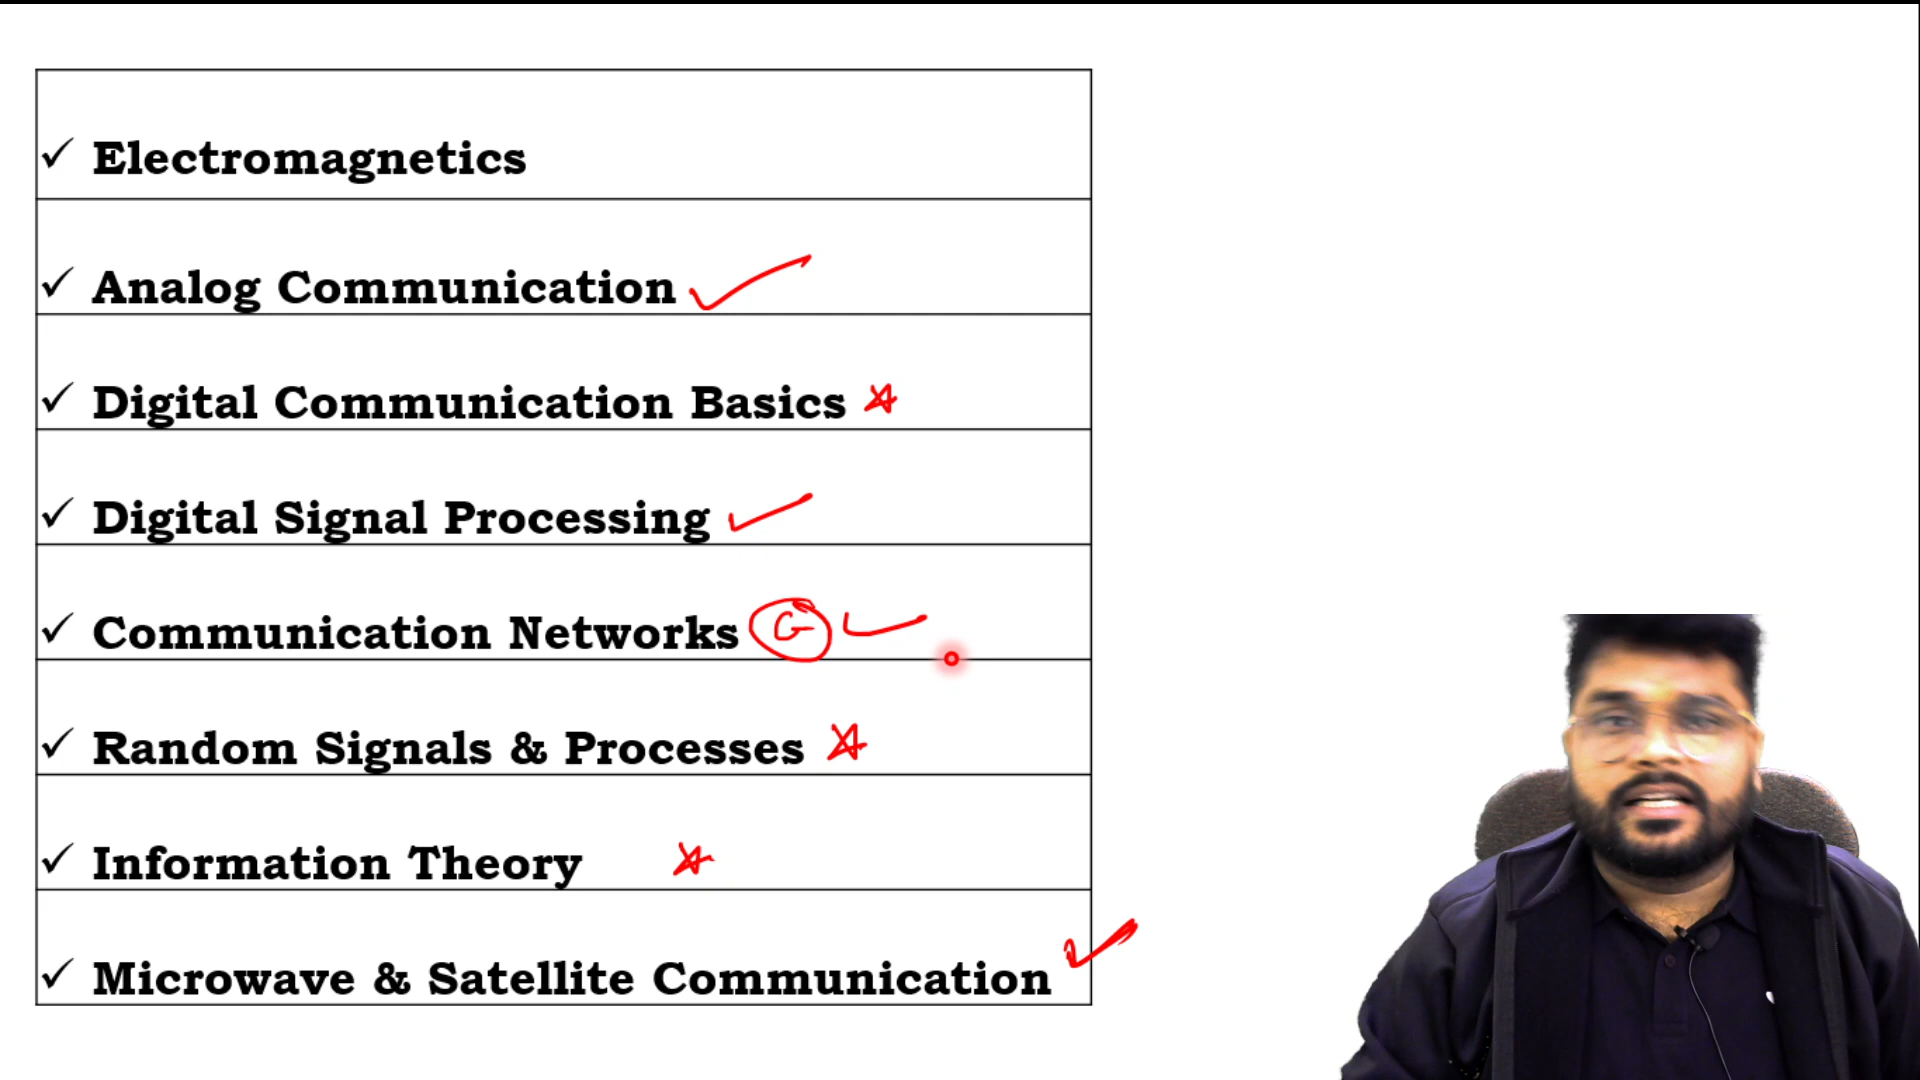 ✓ Electromagnetics
✓ Analog Communication ✓
✓ Digital Communication Basics ☆
✓ Digital Signal Processing ✓
✓ Communication Networks G ✓
✓ Random Signals & Processes ☆
✓ Information Theory ☆
✓ Microwave & Satellite Communication ✓